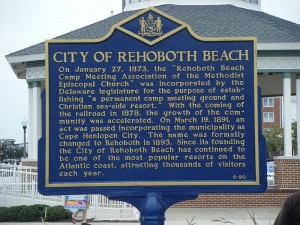 CITY OF REHOBOTH BEACH
On January 27, 1873, the "Rehoboth Beach
Camp Meeting Association of the Methodist
Episcopal Church" was incorporated by the
Delaware legislature for the purpose of estab-
lishing "a permanent camp meeting ground and
Christian sea-side resort." With the coming of
the railroad in 1878, the growth of the com-
munity was accelerated. On March 19, 1891, an
act was passed incorporating the municipality as
Cape Henlopen City. The name was formally
changed to Rehoboth in 1893. Since its founding
the City of Rehoboth Beach has continued to
be one of the most popular resorts on the
Atlantic coast, attracting thousands of visitors
each year.
6-90